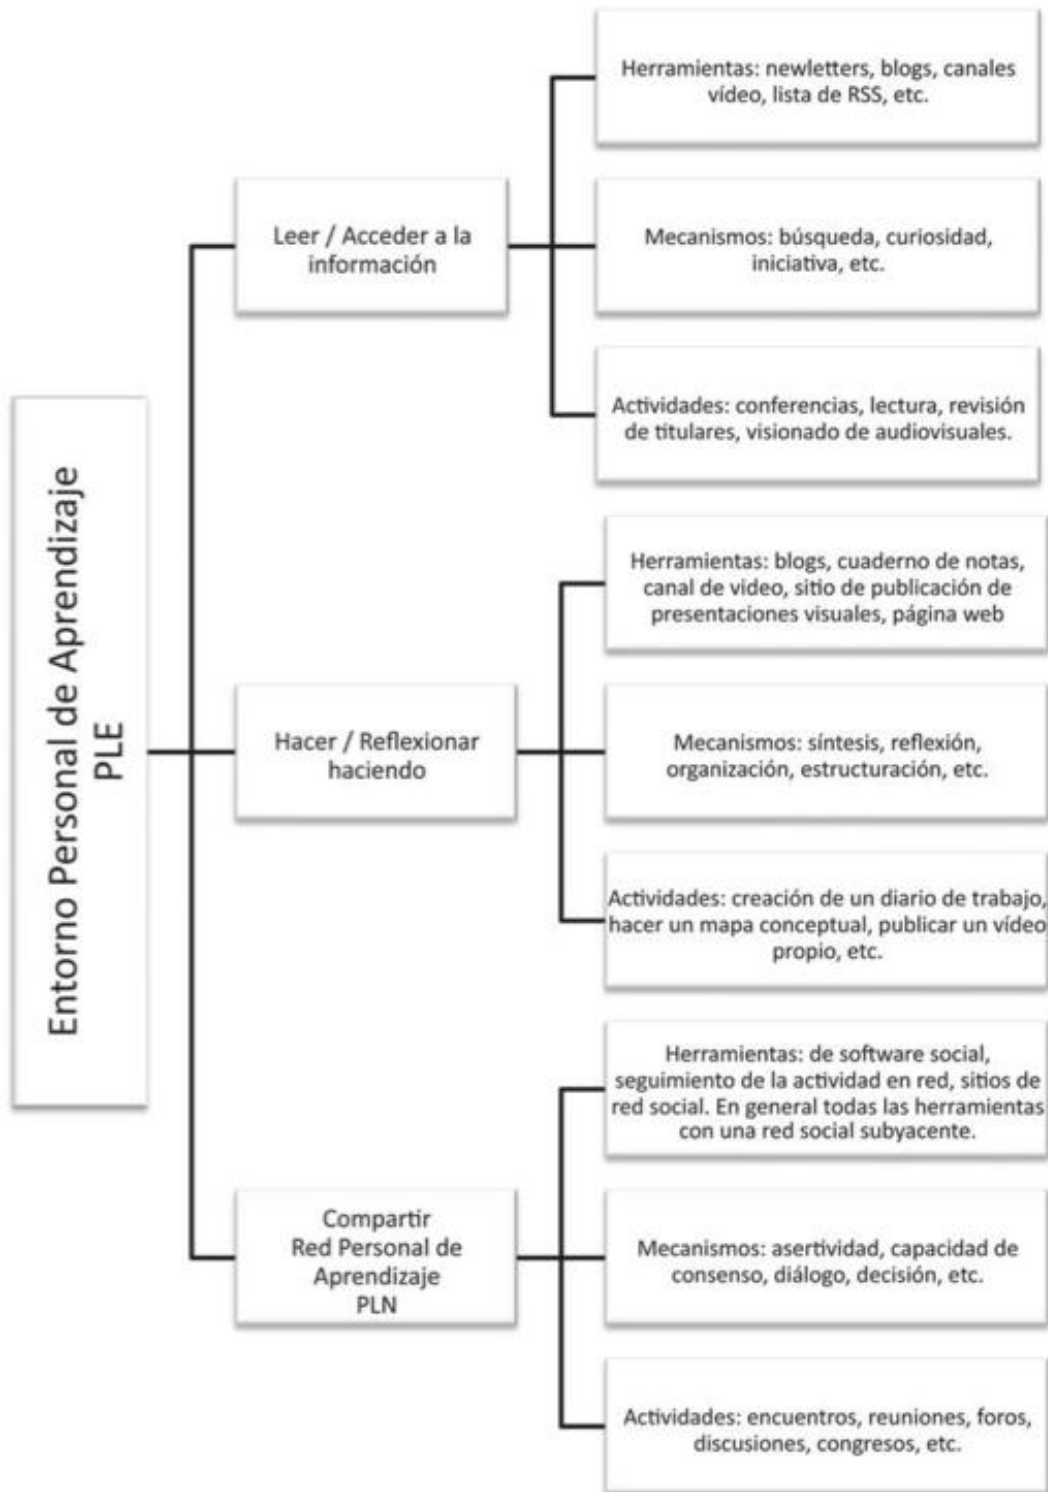 Entorno Personal de Aprendizaje
PLE
Leer / Acceder a la
información
Herramientas: newletters, blogs, canales
vídeo, lista de RSS, etc.
Mecanismos: búsqueda, curiosidad,
iniciativa, etc.
Actividades: conferencias, lectura, revisión
de titulares, visionado de audiovisuales.
Hacer / Reflexionar
haciendo
Herramientas: blogs, cuaderno de notas,
canal de video, sitio de publicación de
presentaciones visuales, página web
Mecanismos: síntesis, reflexión,
organización, estructuración, etc.
Actividades: creación de un diario de trabajo,
hacer un mapa conceptual, publicar un vídeo
propio, etc.
Compartir
Red Personal de
Aprendizaje
PLN
Herramientas: de software social,
seguimiento de la actividad en red, sitios de
red social. En general todas las herramientas
con una red social subyacente.
Mecanismos: asertividad, capacidad de
consenso, diálogo, decisión, etc.
Actividades: encuentros, reuniones, foros,
discusiones, congresos, etc.